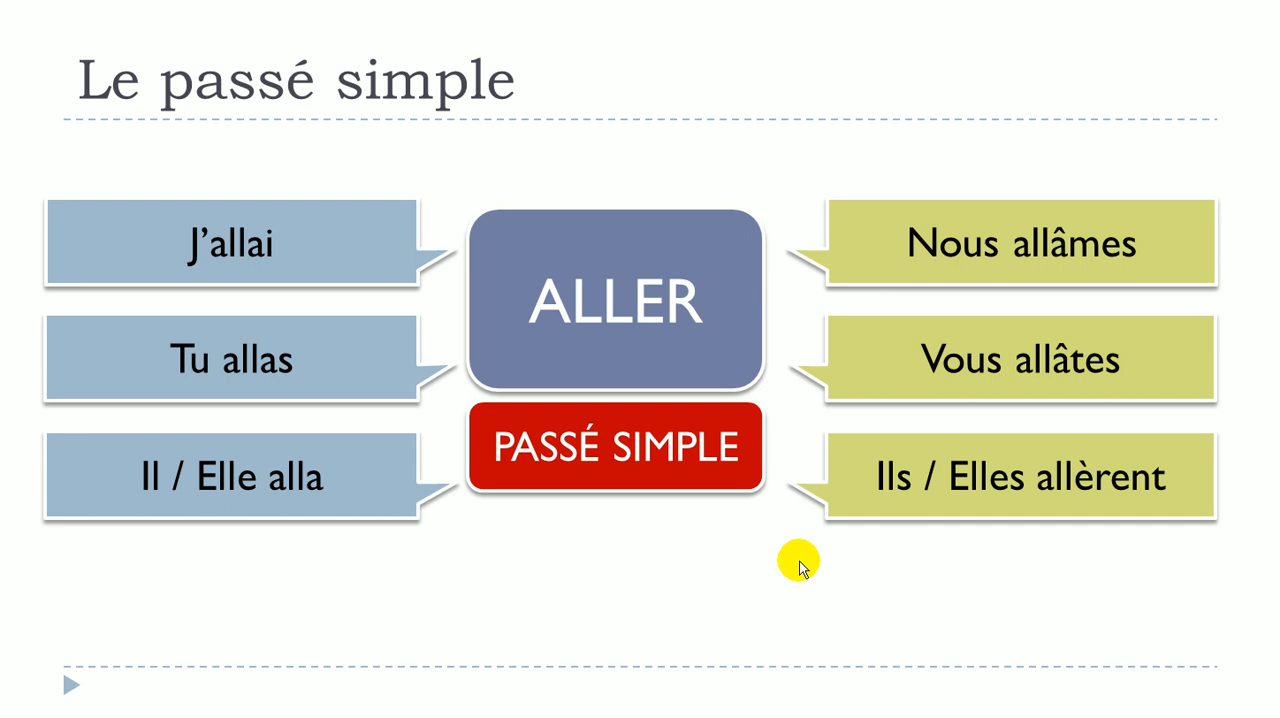 Le passé simple
J’allai
Tu allas
Il / Elle alla
ALLER
PASSÉ SIMPLE
Nous allâmes
Vous allâtes
Ils / Elles allèrent